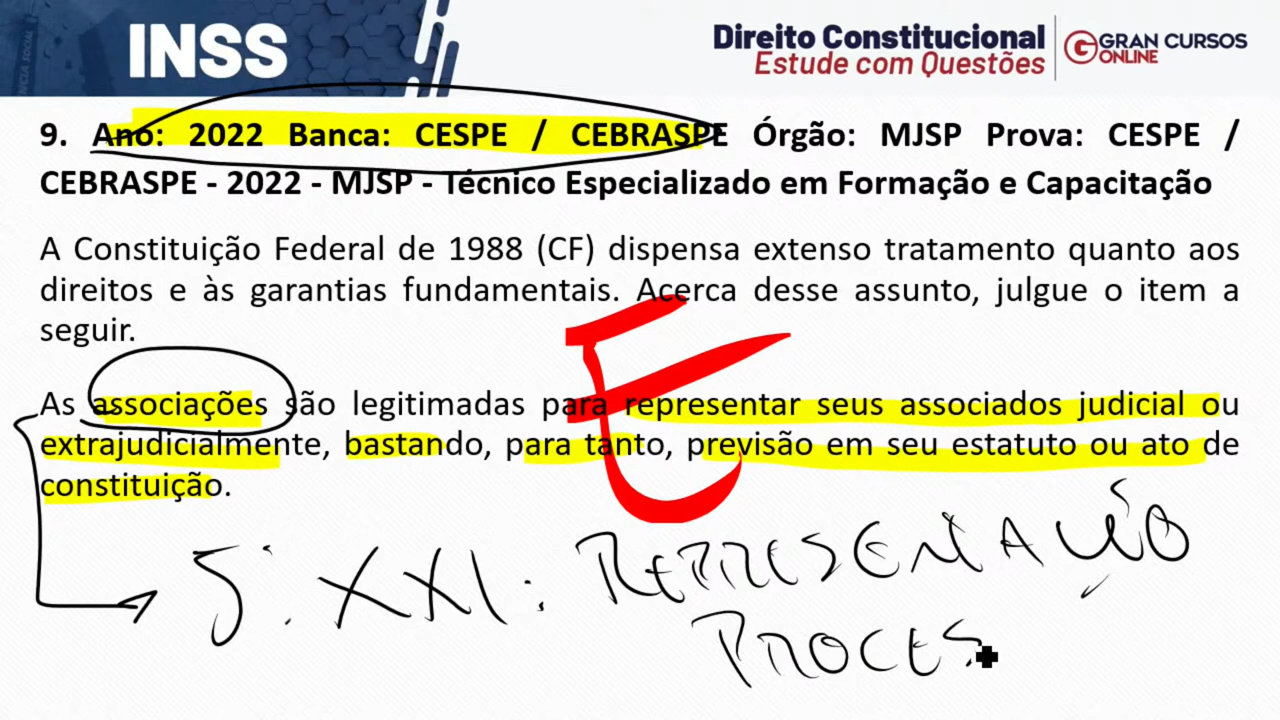 INSS
Direito Constitucional
Estude com Questões
GRAN CURSOS
ONLINE
9. Ano: 2022 Banca: CESPE / CEBRASPE Órgão: MJSP Prova: CESPE /
CEBRASPE - 2022 - MJSP - Técnico Especializado em Formação e Capacitação
A Constituição Federal de 1988 (CF) dispensa extenso tratamento quanto aos
direitos e às garantias fundamentais. Acerca desse assunto, julgue o item a
seguir.
As associações são legitimadas para representar seus associados judicial ou
extrajudicialmente, bastando, para tanto, previsão em seu estatuto ou ato de
constituição.
E
5º. XXI: REPRESENTAÇÃO
PROCES